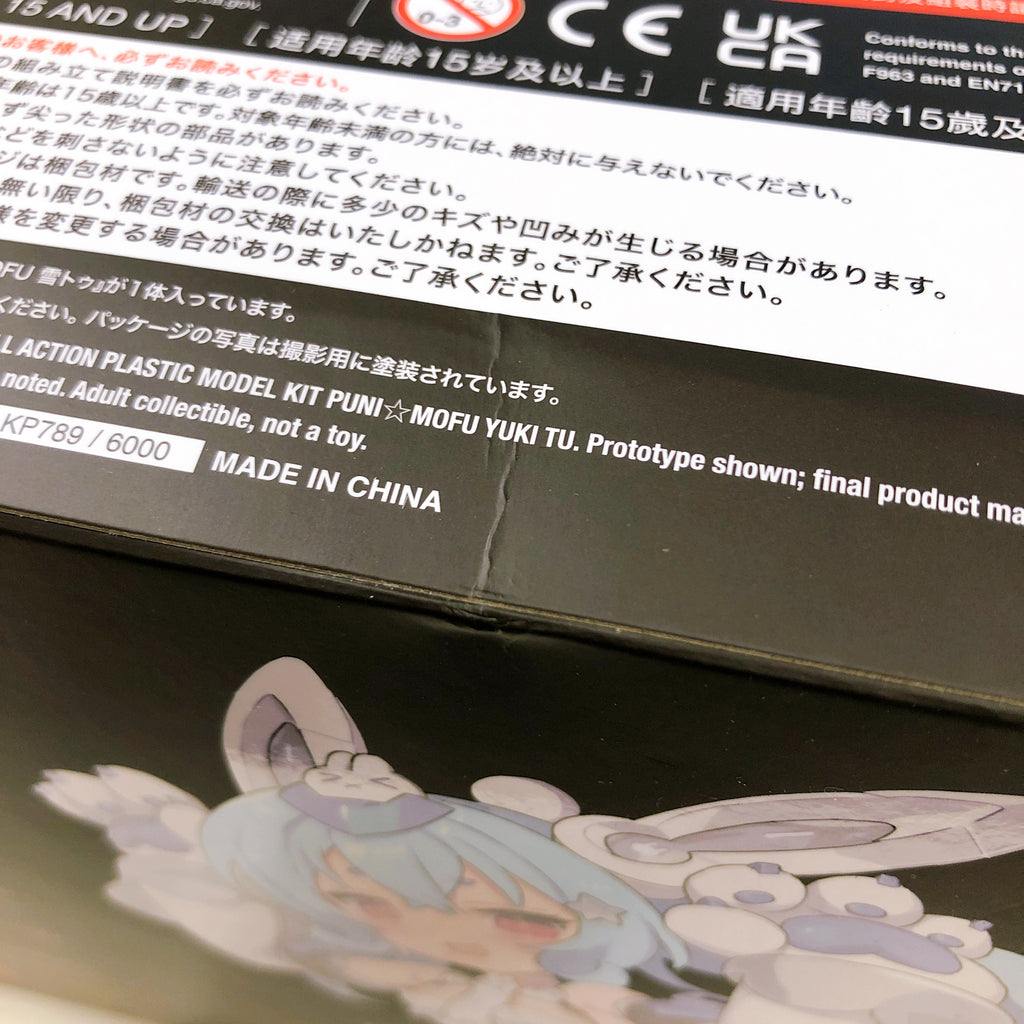 15 AND UP ]
[ 适用年龄15岁及以上 ]
[ 適用年齡15歲及
0-3
CE
UK
CA
Conforms to th
requirements o
F963 and EN71
お客様へ、必ずお読みください。
の組み立て説明書を必ずお読みください。
年齢は15歳以上です。対象年齢未満の方には、絶対に与えないでください。
ず尖った形状の部品があります。
などを刺さないように注意してください。
ジは梱包材です。輸送の際に多少のキズや凹みが生じる場合があります。
無い限り、梱包材の交換はいたしかねます。ご了承ください。
様を変更する場合があります。ご了承ください。
OFU 雪トゥ』が1体入っています。
ください。パッケージの写真は撮影用に塗装されています。
L ACTION PLASTIC MODEL KIT PUNI☆MOFU YUKI TU. Prototype shown; final product ma
noted. Adult collectible, not a toy.
KP789 / 6000
MADE IN CHINA